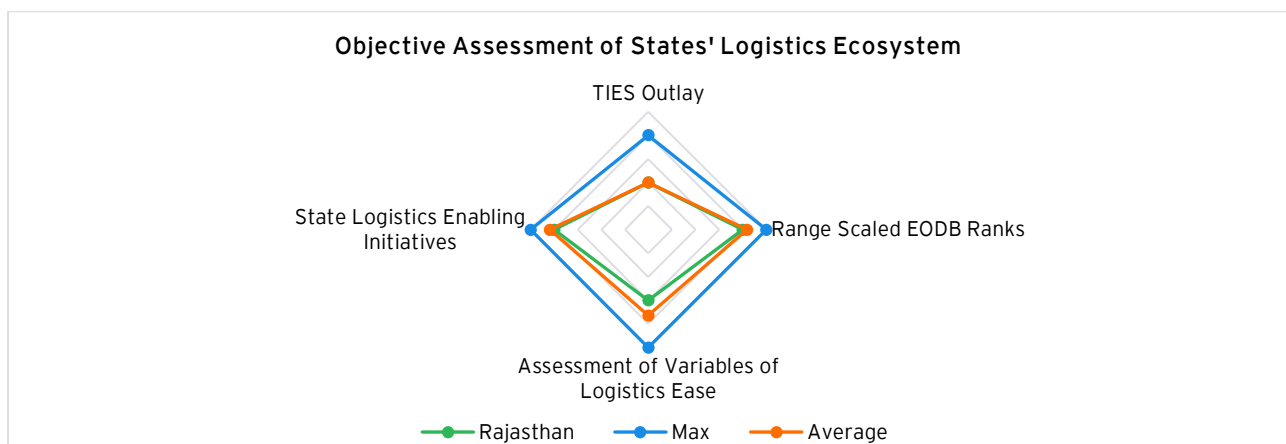 Objective Assessment of States' Logistics Ecosystem
TIES Outlay
State Logistics Enabling
Initiatives
Range Scaled EODB Ranks
Assessment of Variables of
Logistics Ease
Rajasthan
Max
Average